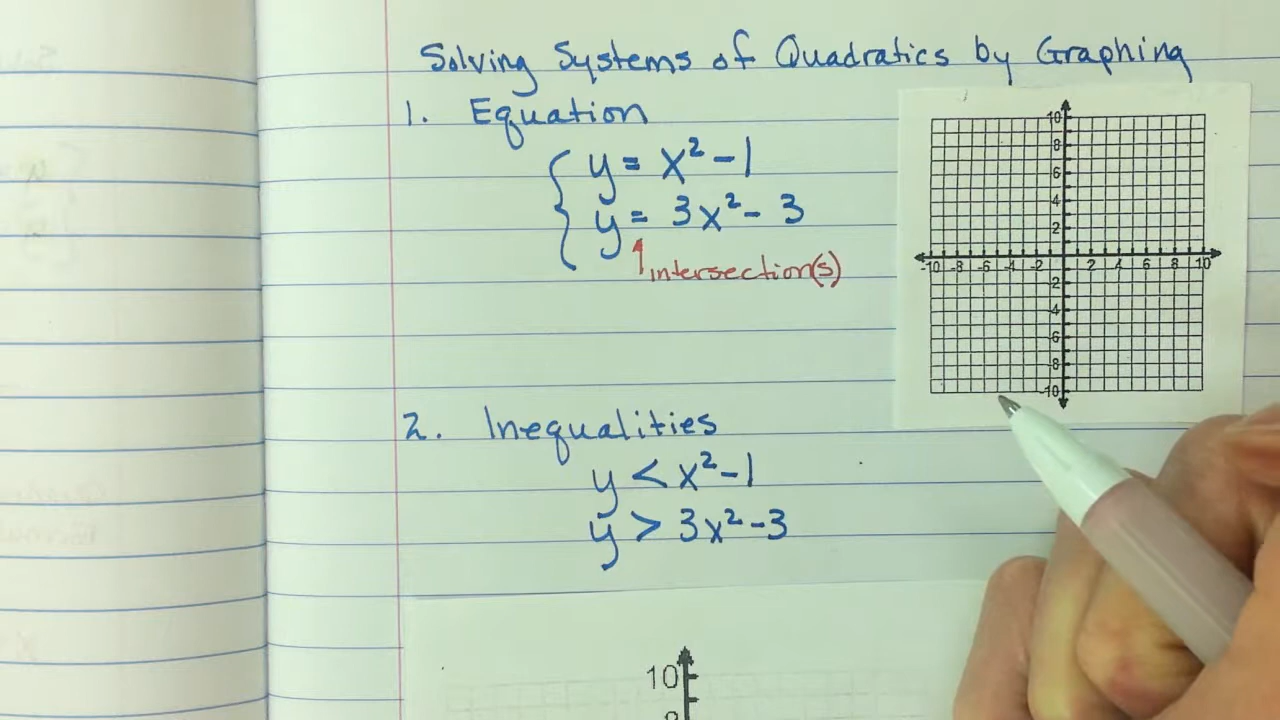 Solving Systems of Quadratics by Graphing
1. Equation
y = x² - 1
y = 3x² - 3
intersection(s)
10
8
6
4
2
-10 -8 -6 -4 -2 2 4 6 8 10
-2
-4
-6
-8
-10
2. Inequalities
y < x² - 1
y > 3x² - 3
10